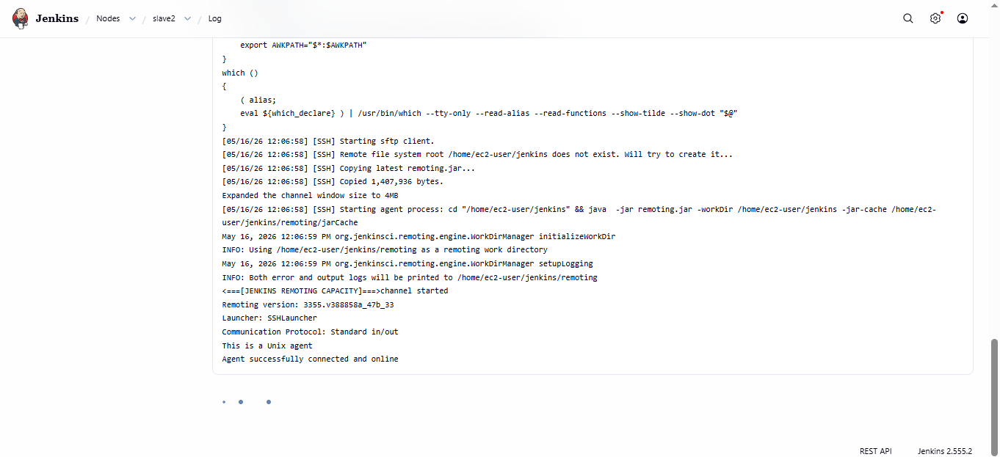 Jenkins / Nodes / slave2 / Log
export AWKPATH="$*:$AWKPATH"
}
which ()
{
( alias;
eval ${which_declare} ) | /usr/bin/which --tty-only --read-alias --read-functions --show-tilde --show-dot "$@"
}
[05/16/26 12:06:58] [SSH] Starting sftp client.
[05/16/26 12:06:58] [SSH] Remote file system root /home/ec2-user/jenkins does not exist. Will try to create it...
[05/16/26 12:06:58] [SSH] Copying latest remoting.jar...
[05/16/26 12:06:58] [SSH] Copied 1,407,936 bytes.
Expanded the channel window size to 4MB
[05/16/26 12:06:58] [SSH] Starting agent process: cd "/home/ec2-user/jenkins" && java  -jar remoting.jar -workDir /home/ec2-user/jenkins -jar-cache /home/ec2-
user/jenkins/remoting/jarCache
May 16, 2026 12:06:59 PM org.jenkinsci.remoting.engine.WorkDirManager initializeWorkDir
INFO: Using /home/ec2-user/jenkins/remoting as a remoting work directory
May 16, 2026 12:06:59 PM org.jenkinsci.remoting.engine.WorkDirManager setupLogging
INFO: Both error and output logs will be printed to /home/ec2-user/jenkins/remoting
<===[JENKINS REMOTING CAPACITY]===>channel started
Remoting version: 3355.v388858a_47b_33
Launcher: SSHLauncher
Communication Protocol: Standard in/out
This is a Unix agent
Agent successfully connected and online
REST API Jenkins 2.555.2